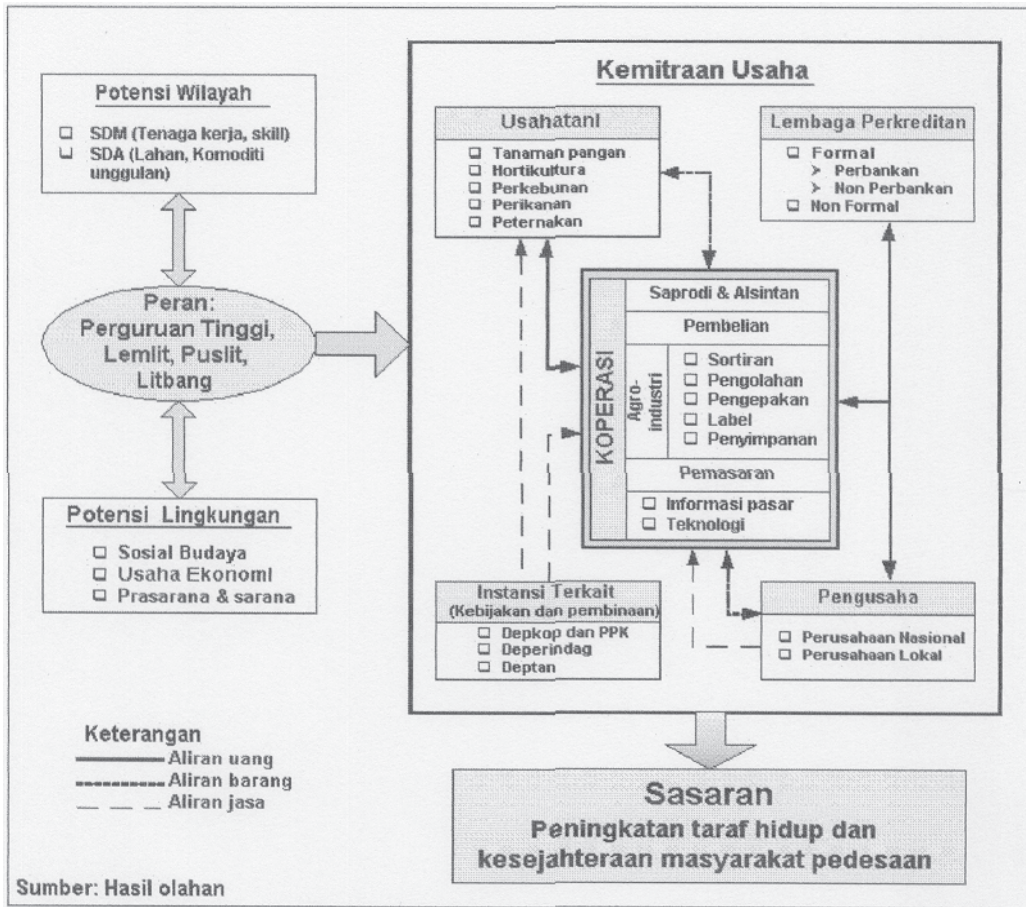 Potensi Wilayah
SDM (Tenaga kerja, skill)
SDA (Lahan, Komoditi
unggulan)
Peran:
Perguruan Tinggi,
Lemlit, Puslit,
Litbang
Potensi Lingkungan
Sosial Budaya
Usaha Ekonomi
Prasarana & sarana
Kemitraan Usaha
Usahatani
Tanaman pangan
Hortikultura
Perkebunan
Perikanan
Peternakan
Lembaga Perkreditan
Formal
Perbankan
Non Perbankan
Non Formal
KOPERASI
Saprodi & Alsintan
Pembelian
Agro-
industri
Sortiran
Pengolahan
Pengepakan
Label
Penyimpanan
Pemasaran
Informasi pasar
Teknologi
Instansi Terkait
(Kebijakan dan pembinaan)
Depkop dan PPK
Deperindag
Deptan
Pengusaha
Perusahaan Nasional
Perusahaan Lokal
Keterangan
Aliran uang
Aliran barang
Aliran jasa
Sasaran
Peningkatan taraf hidup dan
kesejahteraan masyarakat pedesaan
Sumber: Hasil olahan